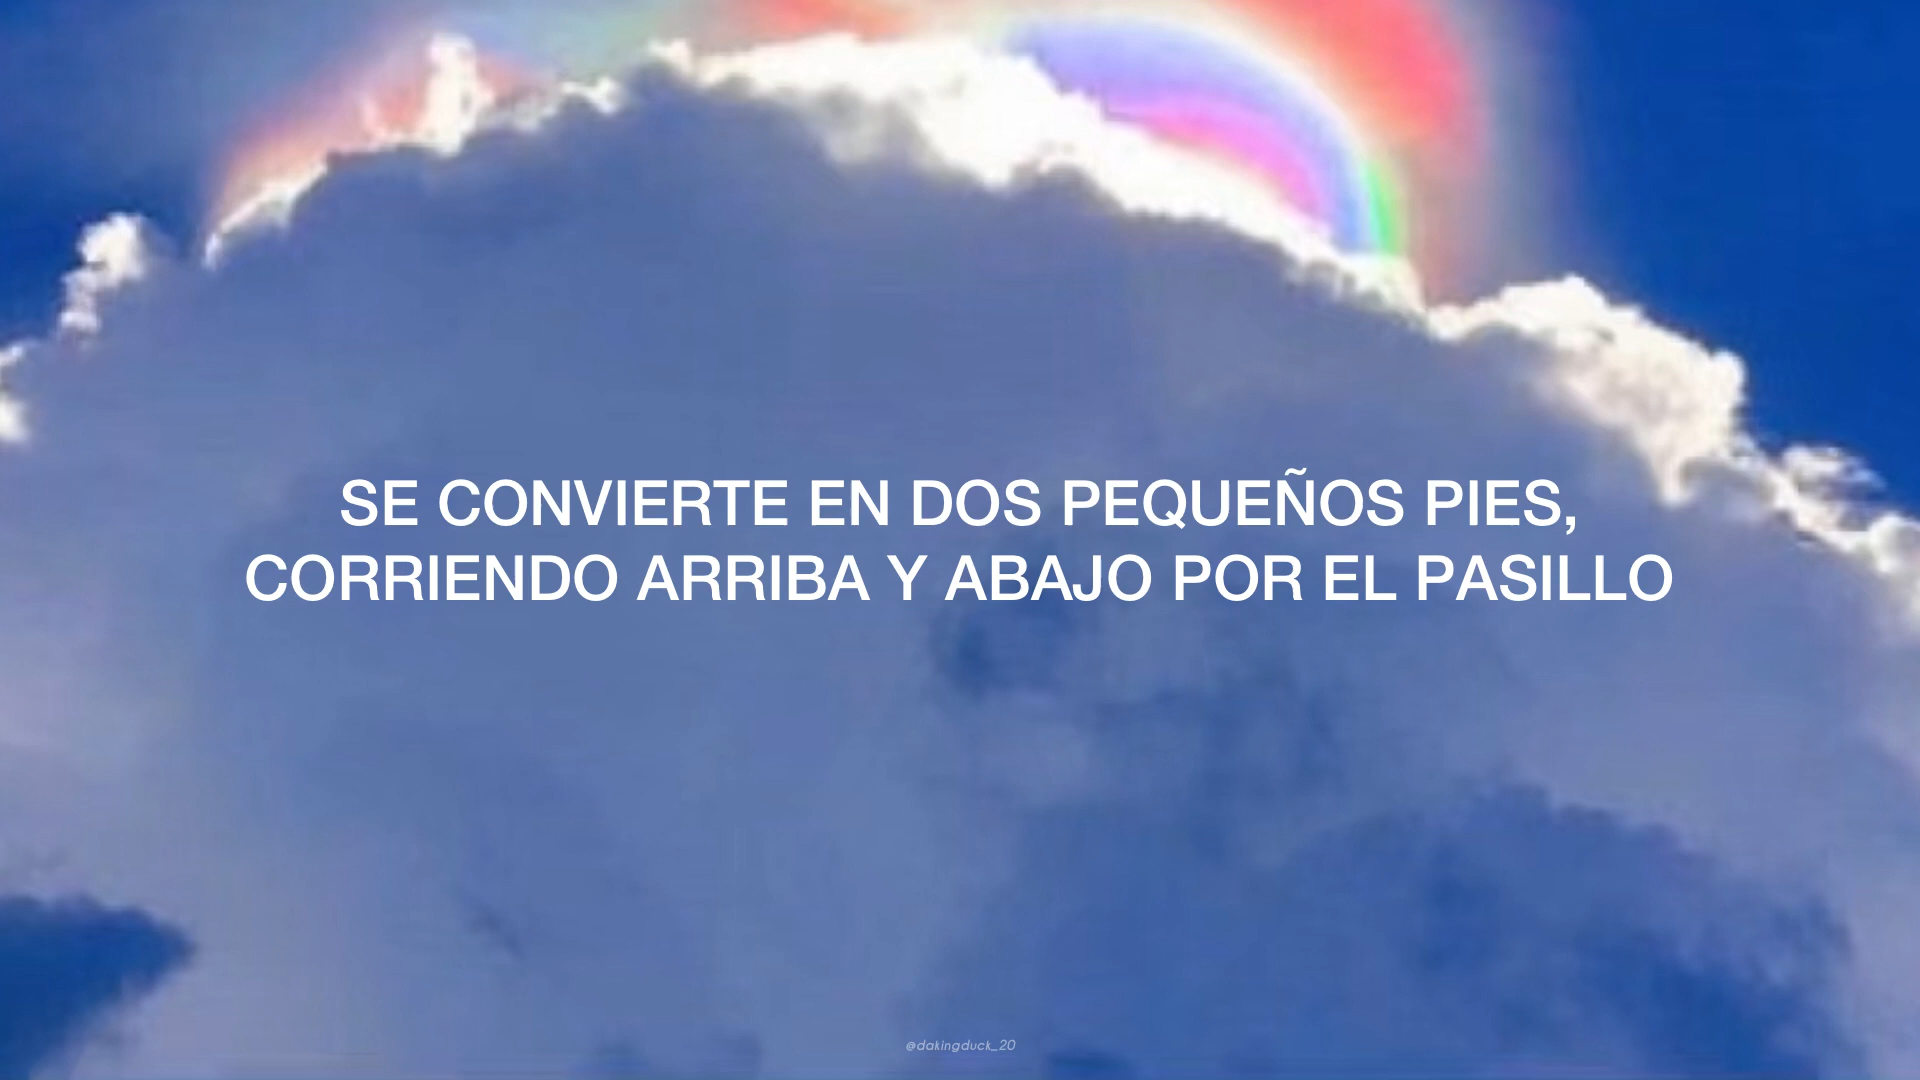 SE CONVIERTE EN DOS PEQUEÑOS PIES,
CORRIENDO ARRIBA Y ABAJO POR EL PASILLO
@dakingduck_20